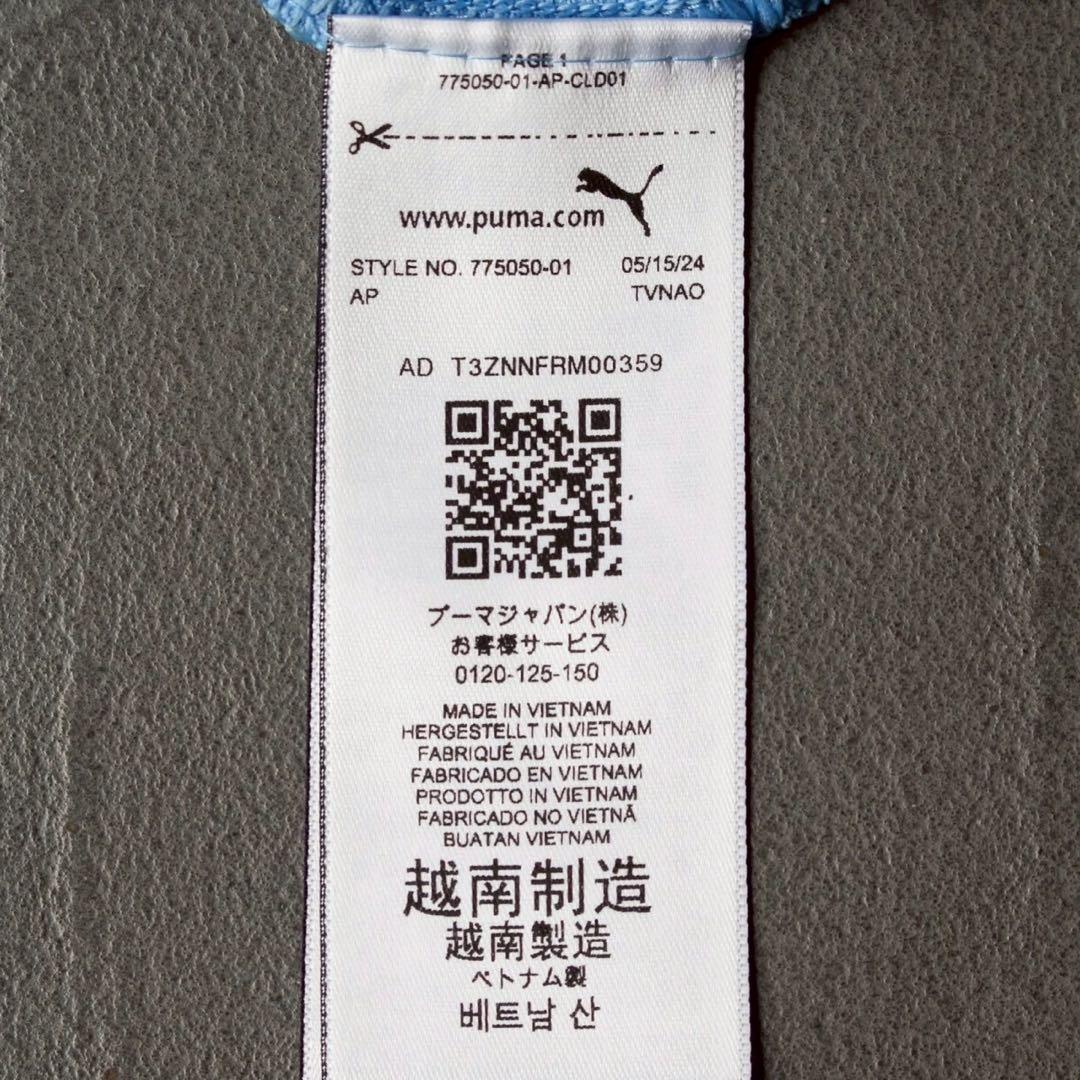 PAGE 1
775050-01-AP-CLD01
www.puma.com
STYLE NO. 775050-01 05/15/24
AP TVNAO
AD T3ZNNFRM00359
プーマジャパン(株)
お客様サービス
0120-125-150
MADE IN VIETNAM
HERGESTELLT IN VIETNAM
FABRIQUÉ AU VIETNAM
FABRICADO EN VIETNAM
PRODOTTO IN VIETNAM
FABRICADO NO VIETNÃ
BUATAN VIETNAM
越南制造
越南製造
ベトナム製
베트남 산